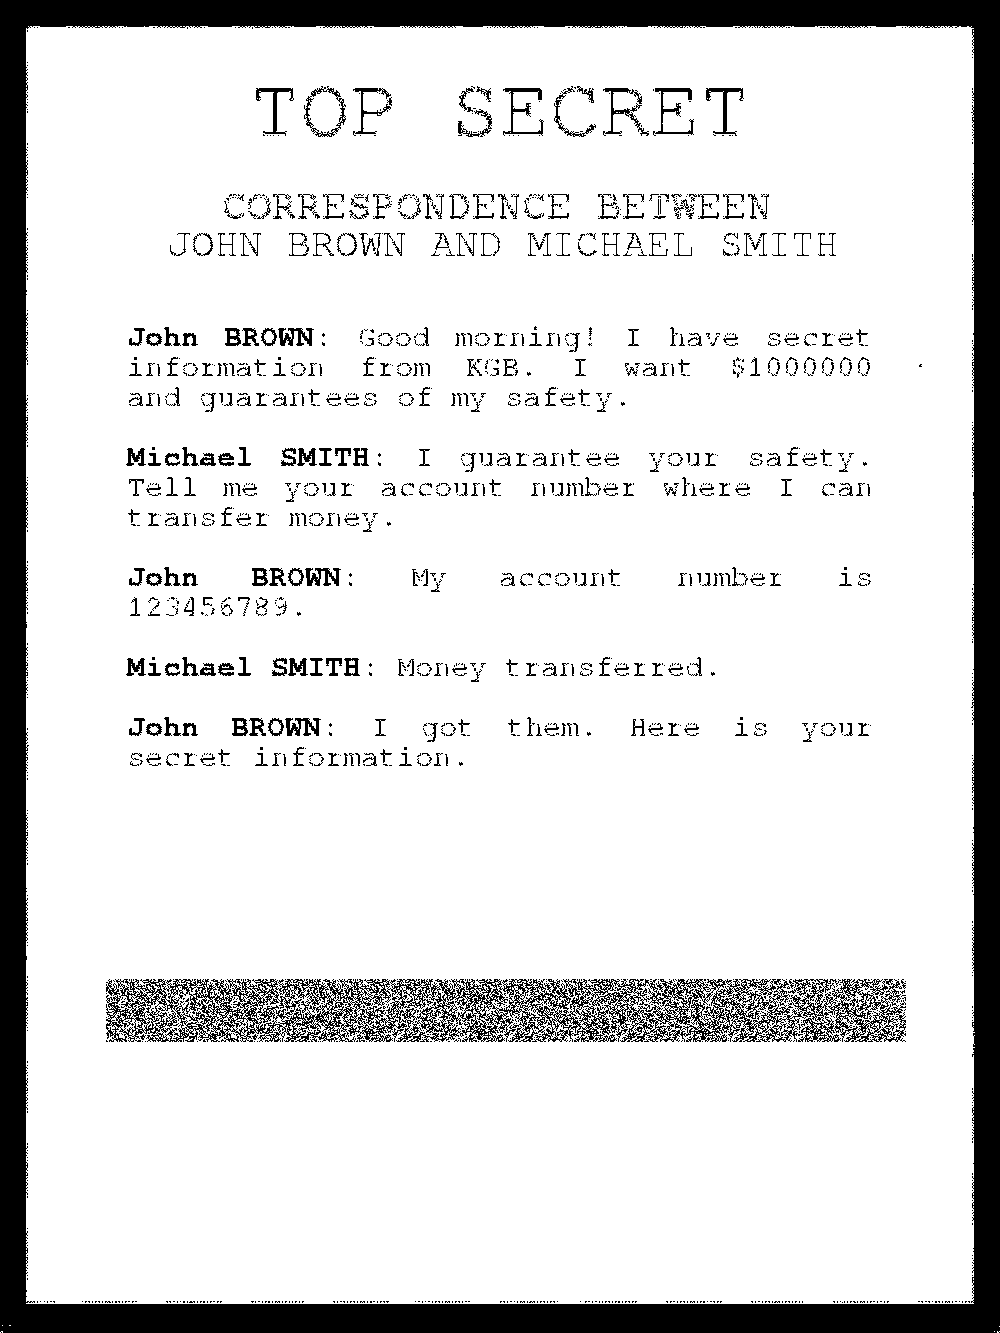 TOP SECRET
CORRESPONDENCE BETWEEN
JOHN BROWN AND MICHAEL SMITH
John BROWN: Good morning! I have secret
information from KGB. I want $1000000
and guarantees of my safety.
Michael SMITH: I guarantee your safety.
Tell me your account number where I can
transfer money.
John BROWN: My account number is
123456789.
Michael SMITH: Money transferred.
John BROWN: I got them. Here is your
secret information.